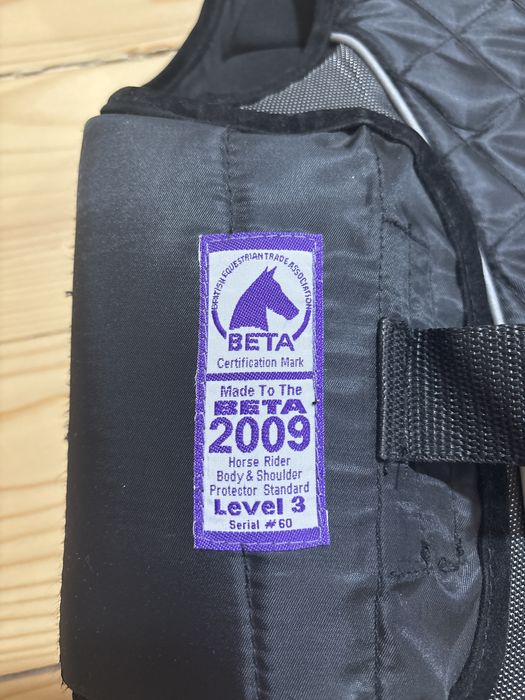 BRITISH EQUESTRIAN TRADE ASSOCIATION
BETA
Certification Mark
Made To The
BETA
2009
Horse Rider
Body & Shoulder
Protector Standard
Level 3
Serial #60